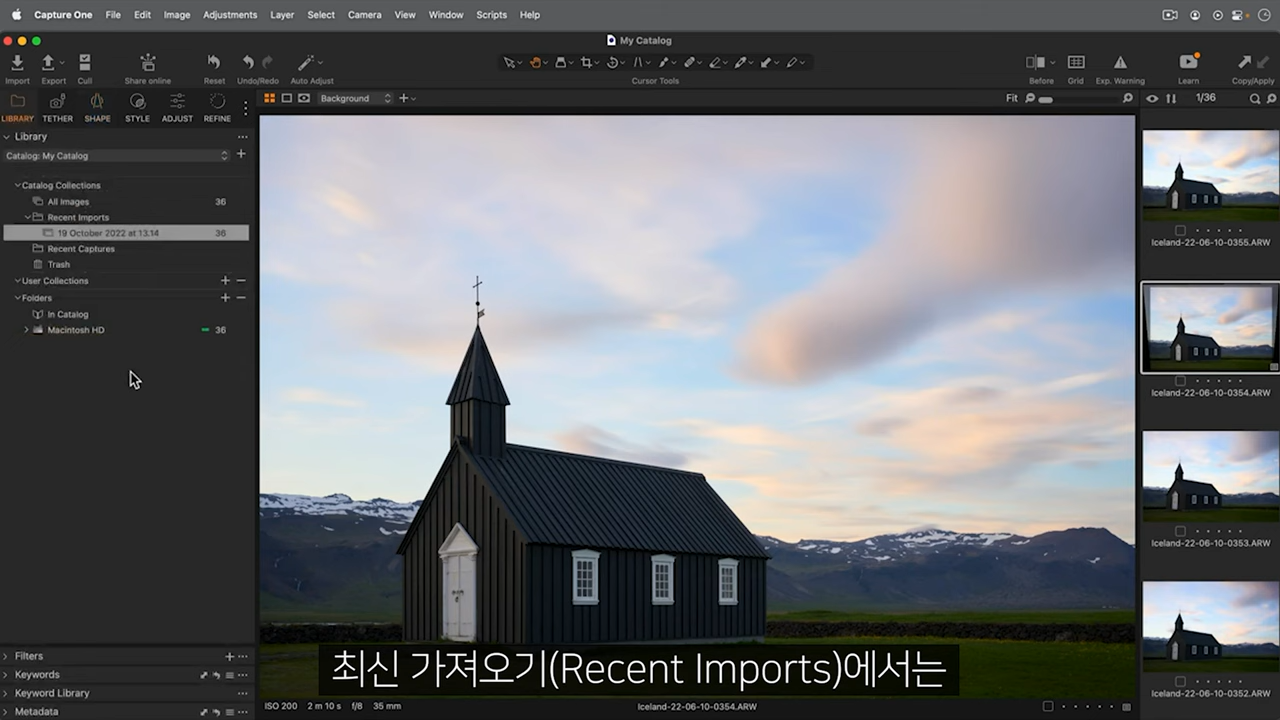 Capture One File Edit Image Adjustments Layer Select Camera View Window Scripts Help
My Catalog
Import Export Cull Share online Reset Undo/Redo Auto Adjust Cursor Tools Before Grid Exp. Warning Learn Copy/Apply
LIBRARY TETHER SHAPE STYLE ADJUST REFINE
Background
Fit
1/36
Library
Catalog: My Catalog
Catalog Collections
All Images 36
Recent Imports
19 October 2022 at 13.14 36
Recent Captures
Trash
User Collections
Folders
In Catalog
Macintosh HD 36
Iceland-22-06-10-0355.ARW
Iceland-22-06-10-0354.ARW
Iceland-22-06-10-0353.ARW
Iceland-22-06-10-0352.ARW
Filters
Keywords
Keyword Library
Metadata
최신 가져오기(Recent Imports)에서는
ISO 200 2 m 10 s f/8 35 mm Iceland-22-06-10-0354.ARW